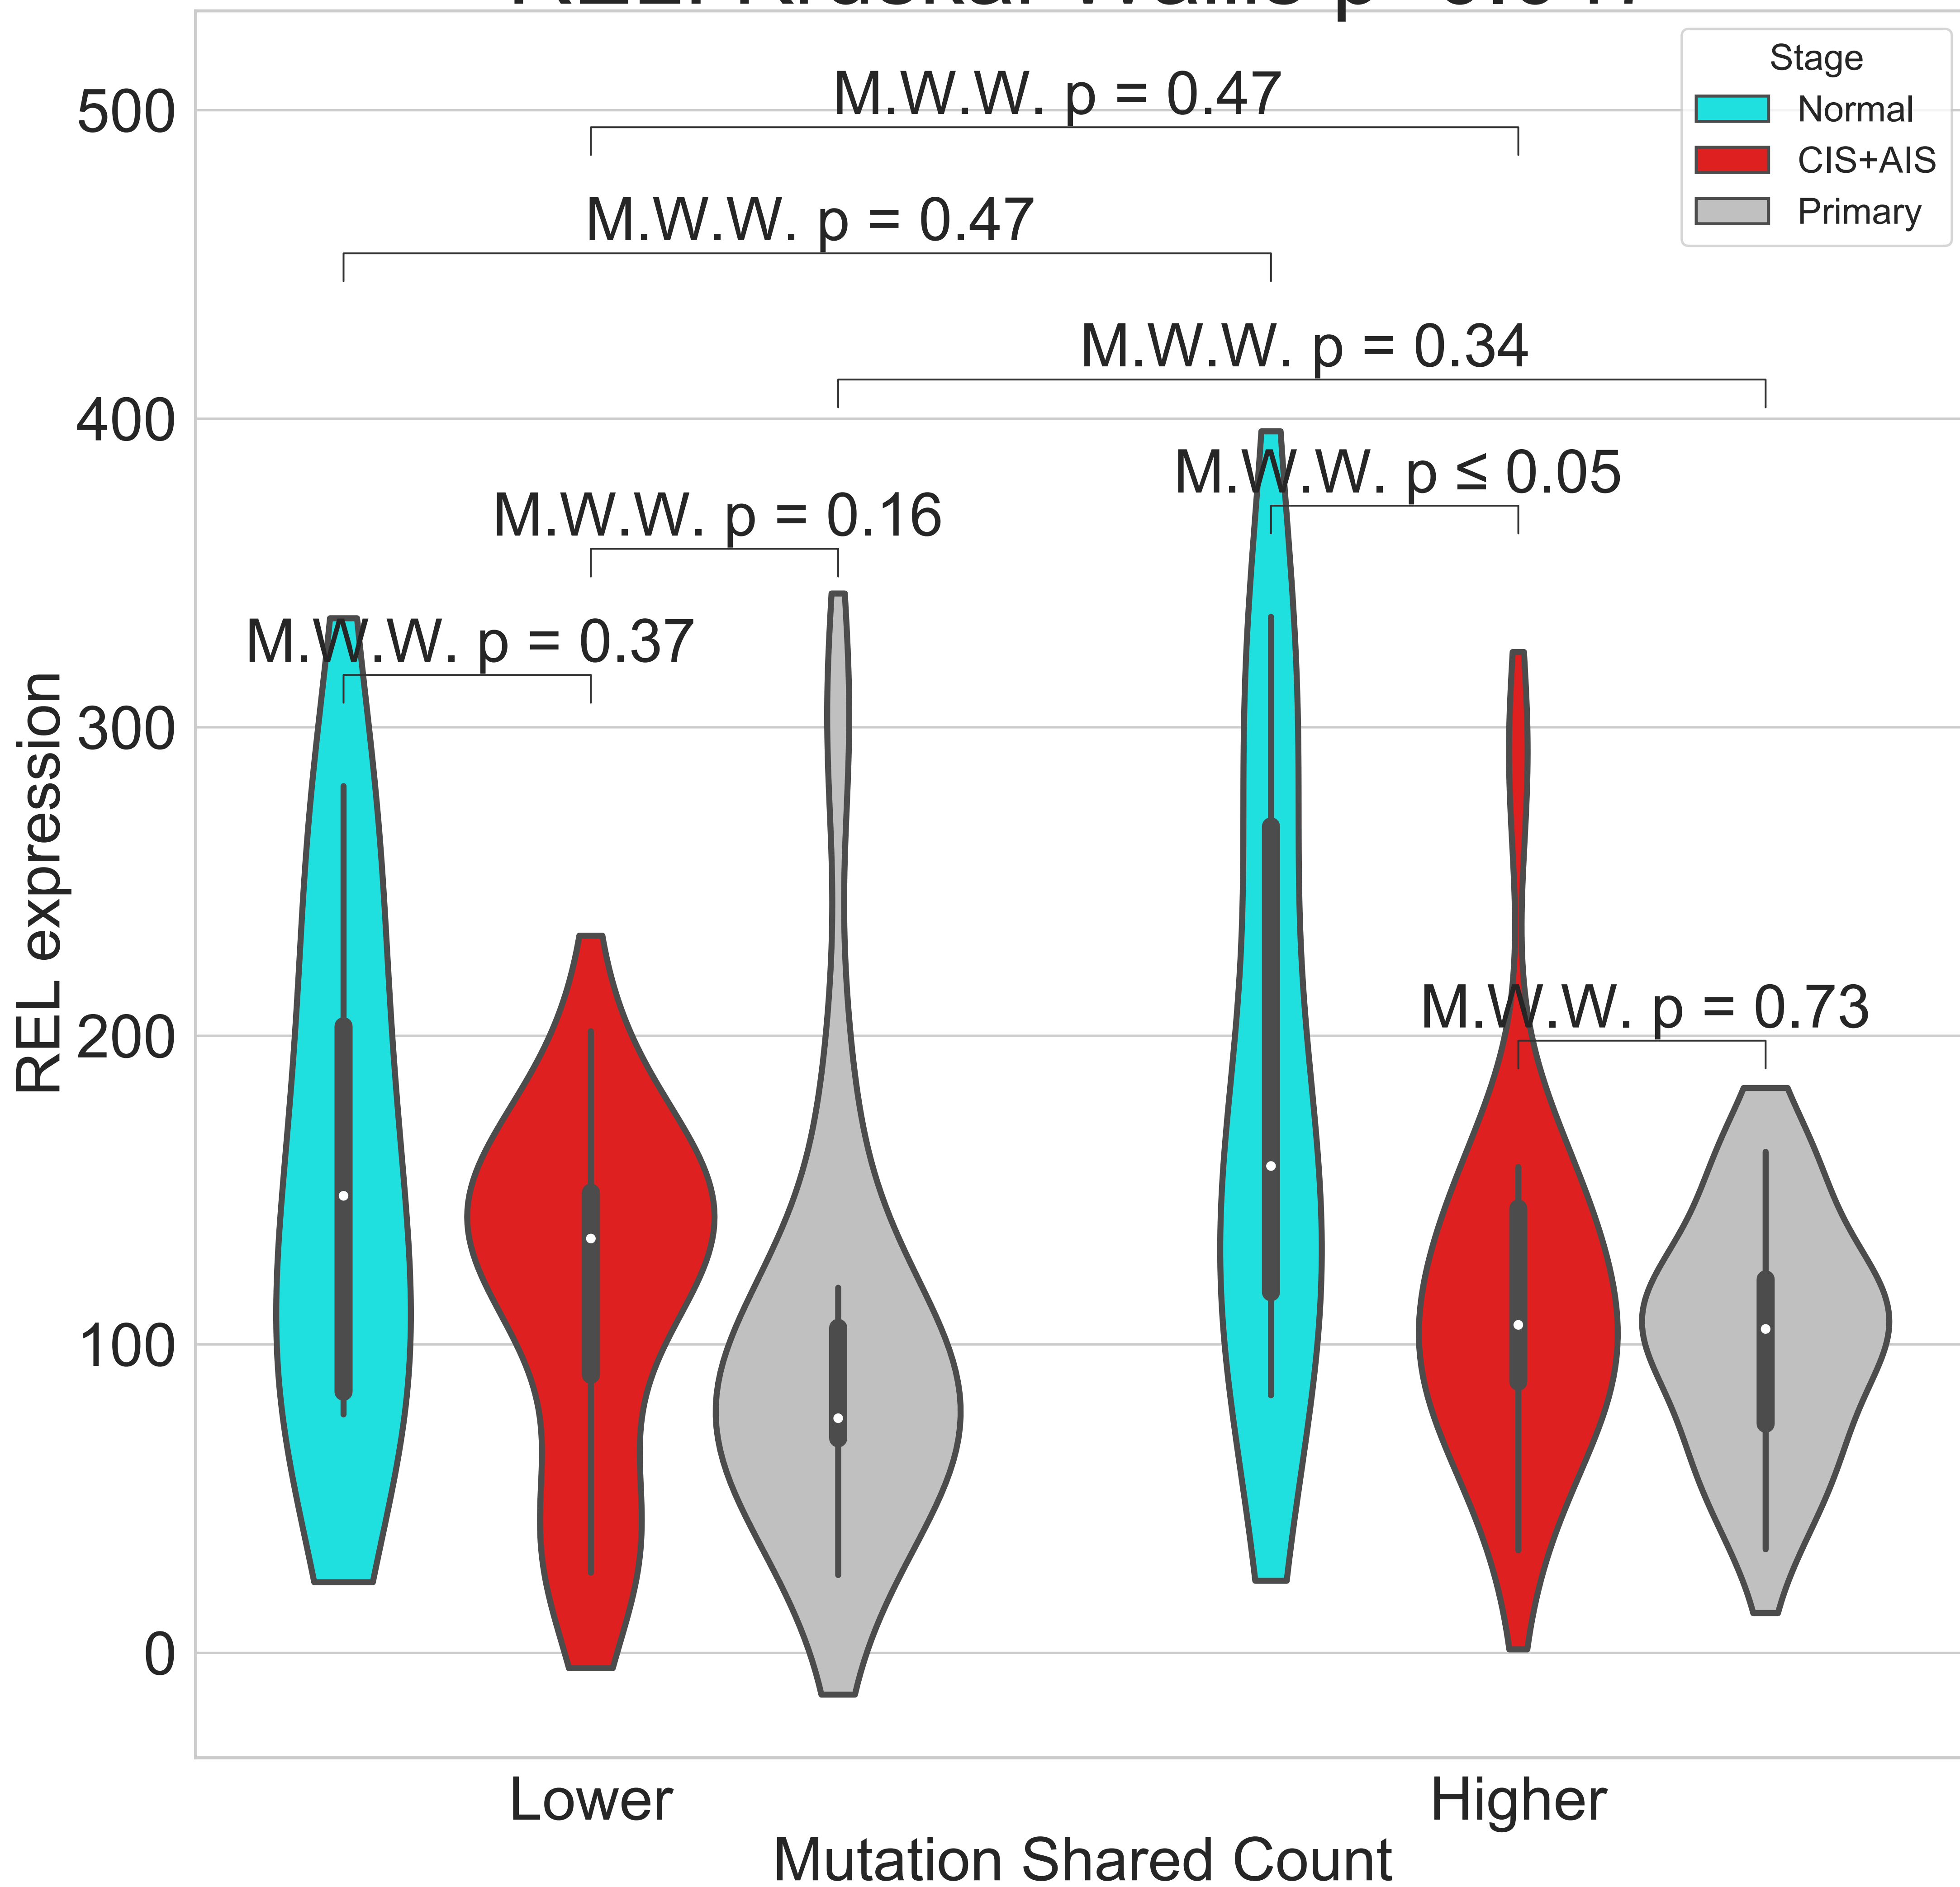 Stage
Normal
CIS+AIS
Primary
M.W.W. p = 0.47
M.W.W. p = 0.47
M.W.W. p = 0.34
M.W.W. p ≤ 0.05
M.W.W. p = 0.16
M.W.W. p = 0.37
M.W.W. p = 0.73
REL expression
500
400
300
200
100
0
Lower
Higher
Mutation Shared Count